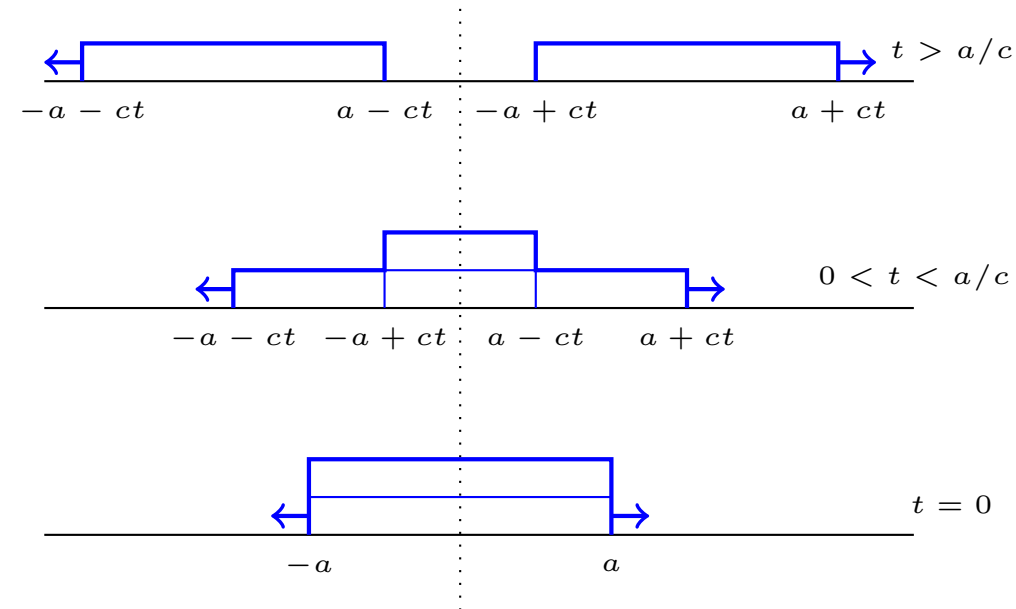 t > a/c
−a − ct a − ct −a + ct a + ct
0 < t < a/c
−a − ct −a + ct a − ct a + ct
t = 0
−a a